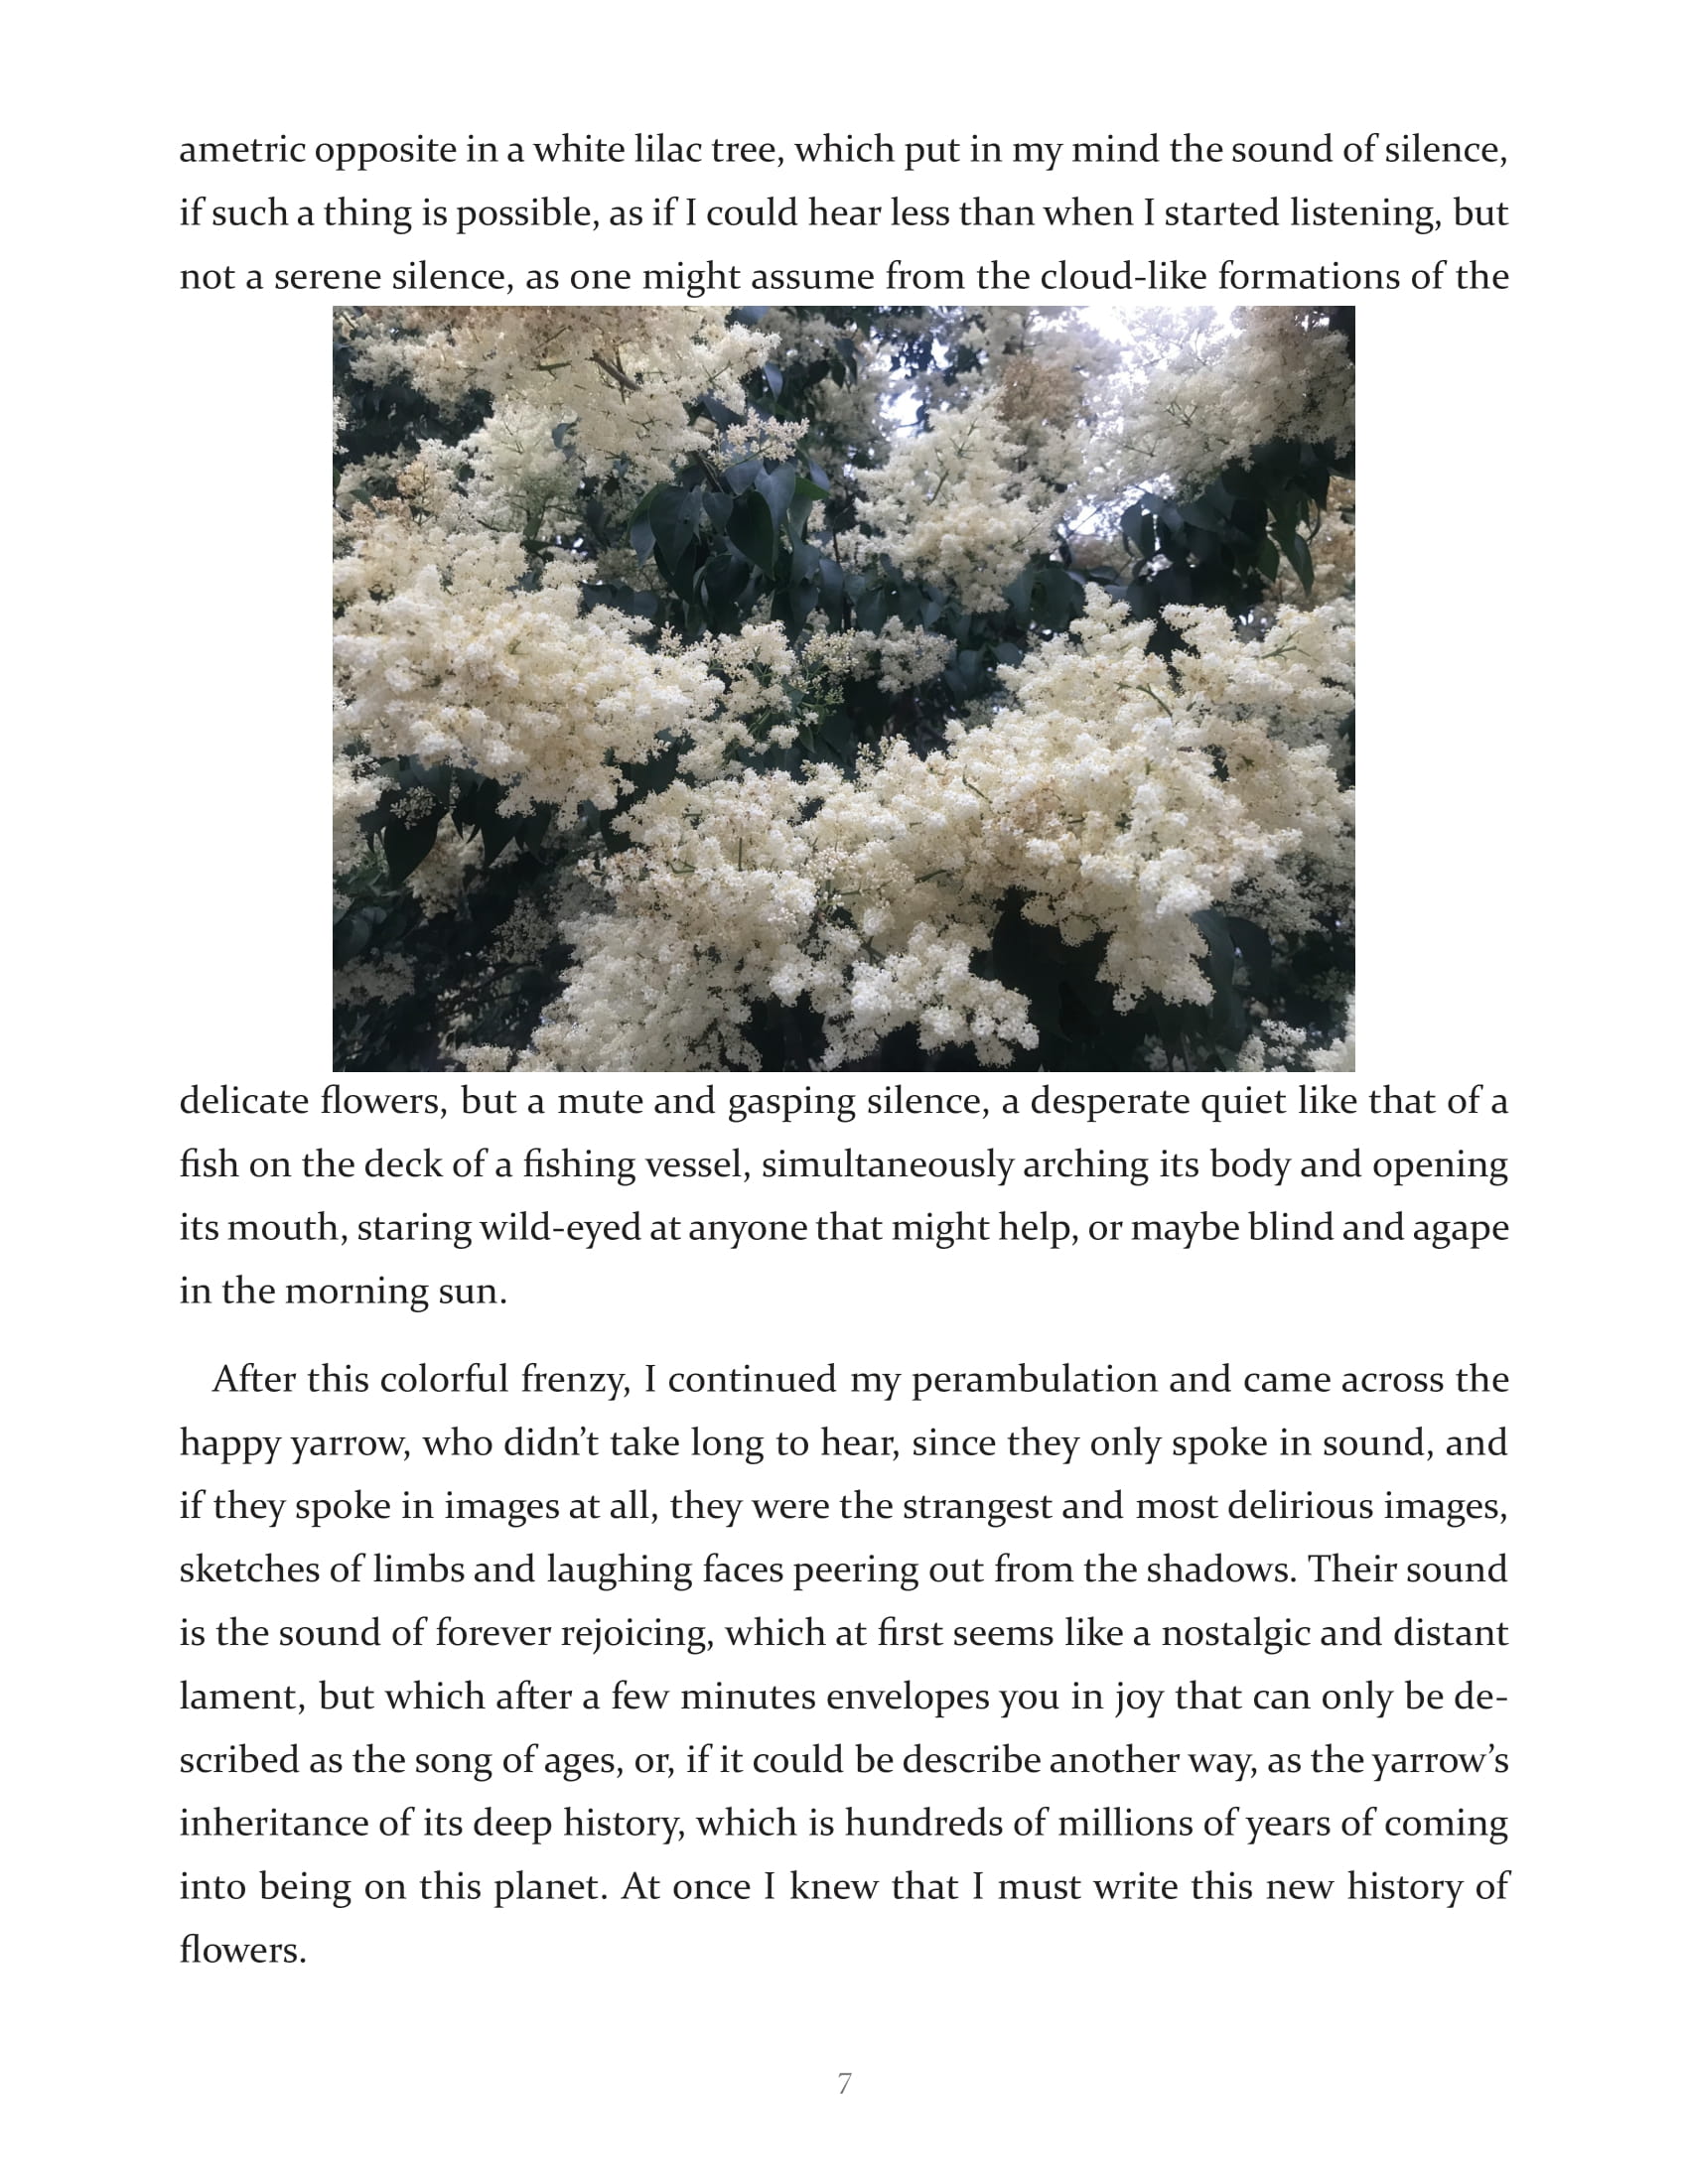 ametric opposite in a white lilac tree, which put in my mind the sound of silence,
if such a thing is possible, as if I could hear less than when I started listening, but
not a serene silence, as one might assume from the cloud-like formations of the
delicate flowers, but a mute and gasping silence, a desperate quiet like that of a
fish on the deck of a fishing vessel, simultaneously arching its body and opening
its mouth, staring wild-eyed at anyone that might help, or maybe blind and agape
in the morning sun.
After this colorful frenzy, I continued my perambulation and came across the
happy yarrow, who didn’t take long to hear, since they only spoke in sound, and
if they spoke in images at all, they were the strangest and most delirious images,
sketches of limbs and laughing faces peering out from the shadows. Their sound
is the sound of forever rejoicing, which at first seems like a nostalgic and distant
lament, but which after a few minutes envelopes you in joy that can only be de-
scribed as the song of ages, or, if it could be describe another way, as the yarrow’s
inheritance of its deep history, which is hundreds of millions of years of coming
into being on this planet. At once I knew that I must write this new history of
flowers.
7